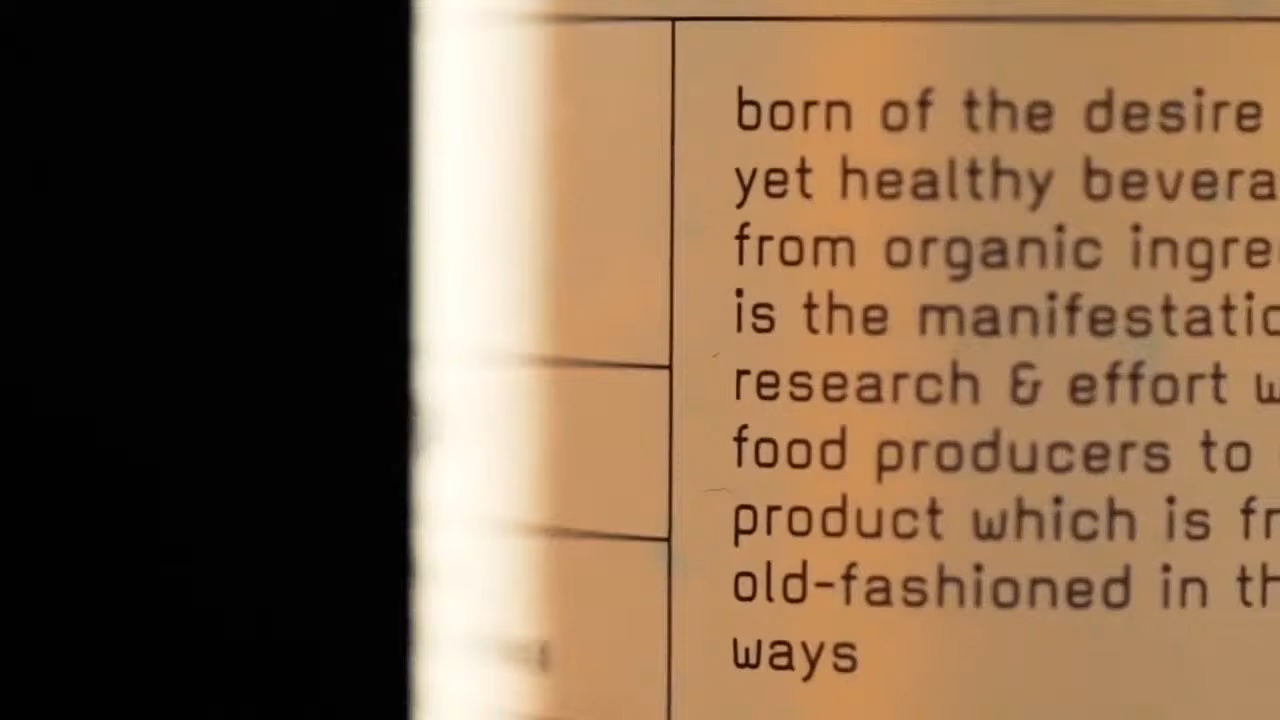 born of the desire
yet healthy bevera
from organic ingre
is the manifestatio
research & effort w
food producers to
product which is fr
old-fashioned in th
ways